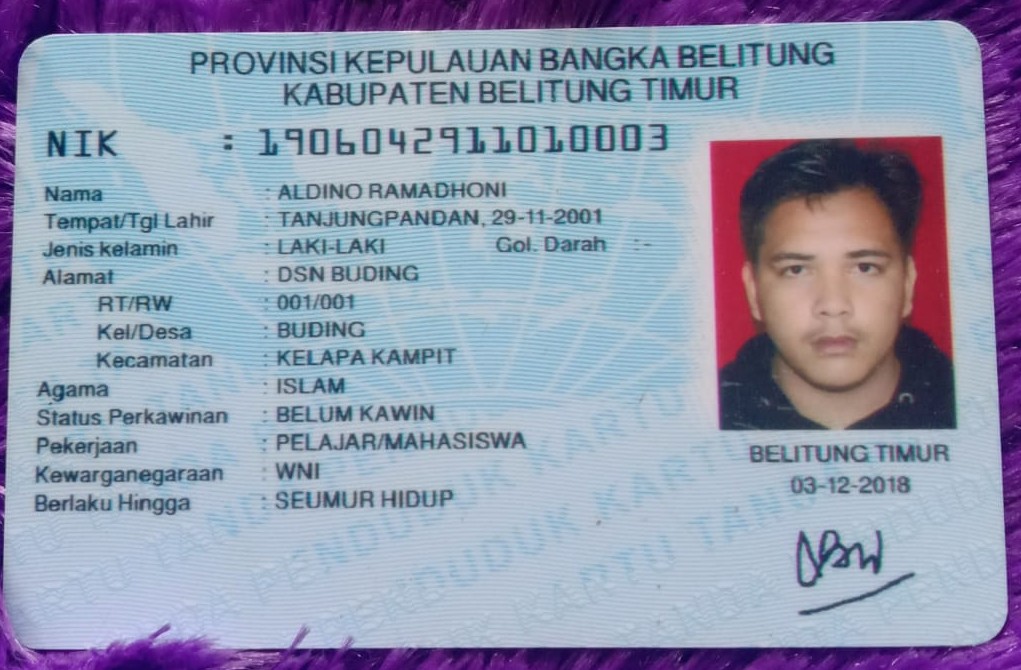 PROVINSI KEPULAUAN BANGKA BELITUNG
KABUPATEN BELITUNG TIMUR
NIK : 1906042911010003
Nama : ALDINO RAMADHONI
Tempat/Tgl Lahir : TANJUNGPANDAN, 29-11-2001
Jenis kelamin : LAKI-LAKI Gol. Darah :-
Alamat : DSN BUDING
RT/RW : 001/001
Kel/Desa : BUDING
Kecamatan : KELAPA KAMPIT
Agama : ISLAM
Status Perkawinan : BELUM KAWIN
Pekerjaan : PELAJAR/MAHASISWA
Kewarganegaraan : WNI
Berlaku Hingga : SEUMUR HIDUP
BELITUNG TIMUR
03-12-2018